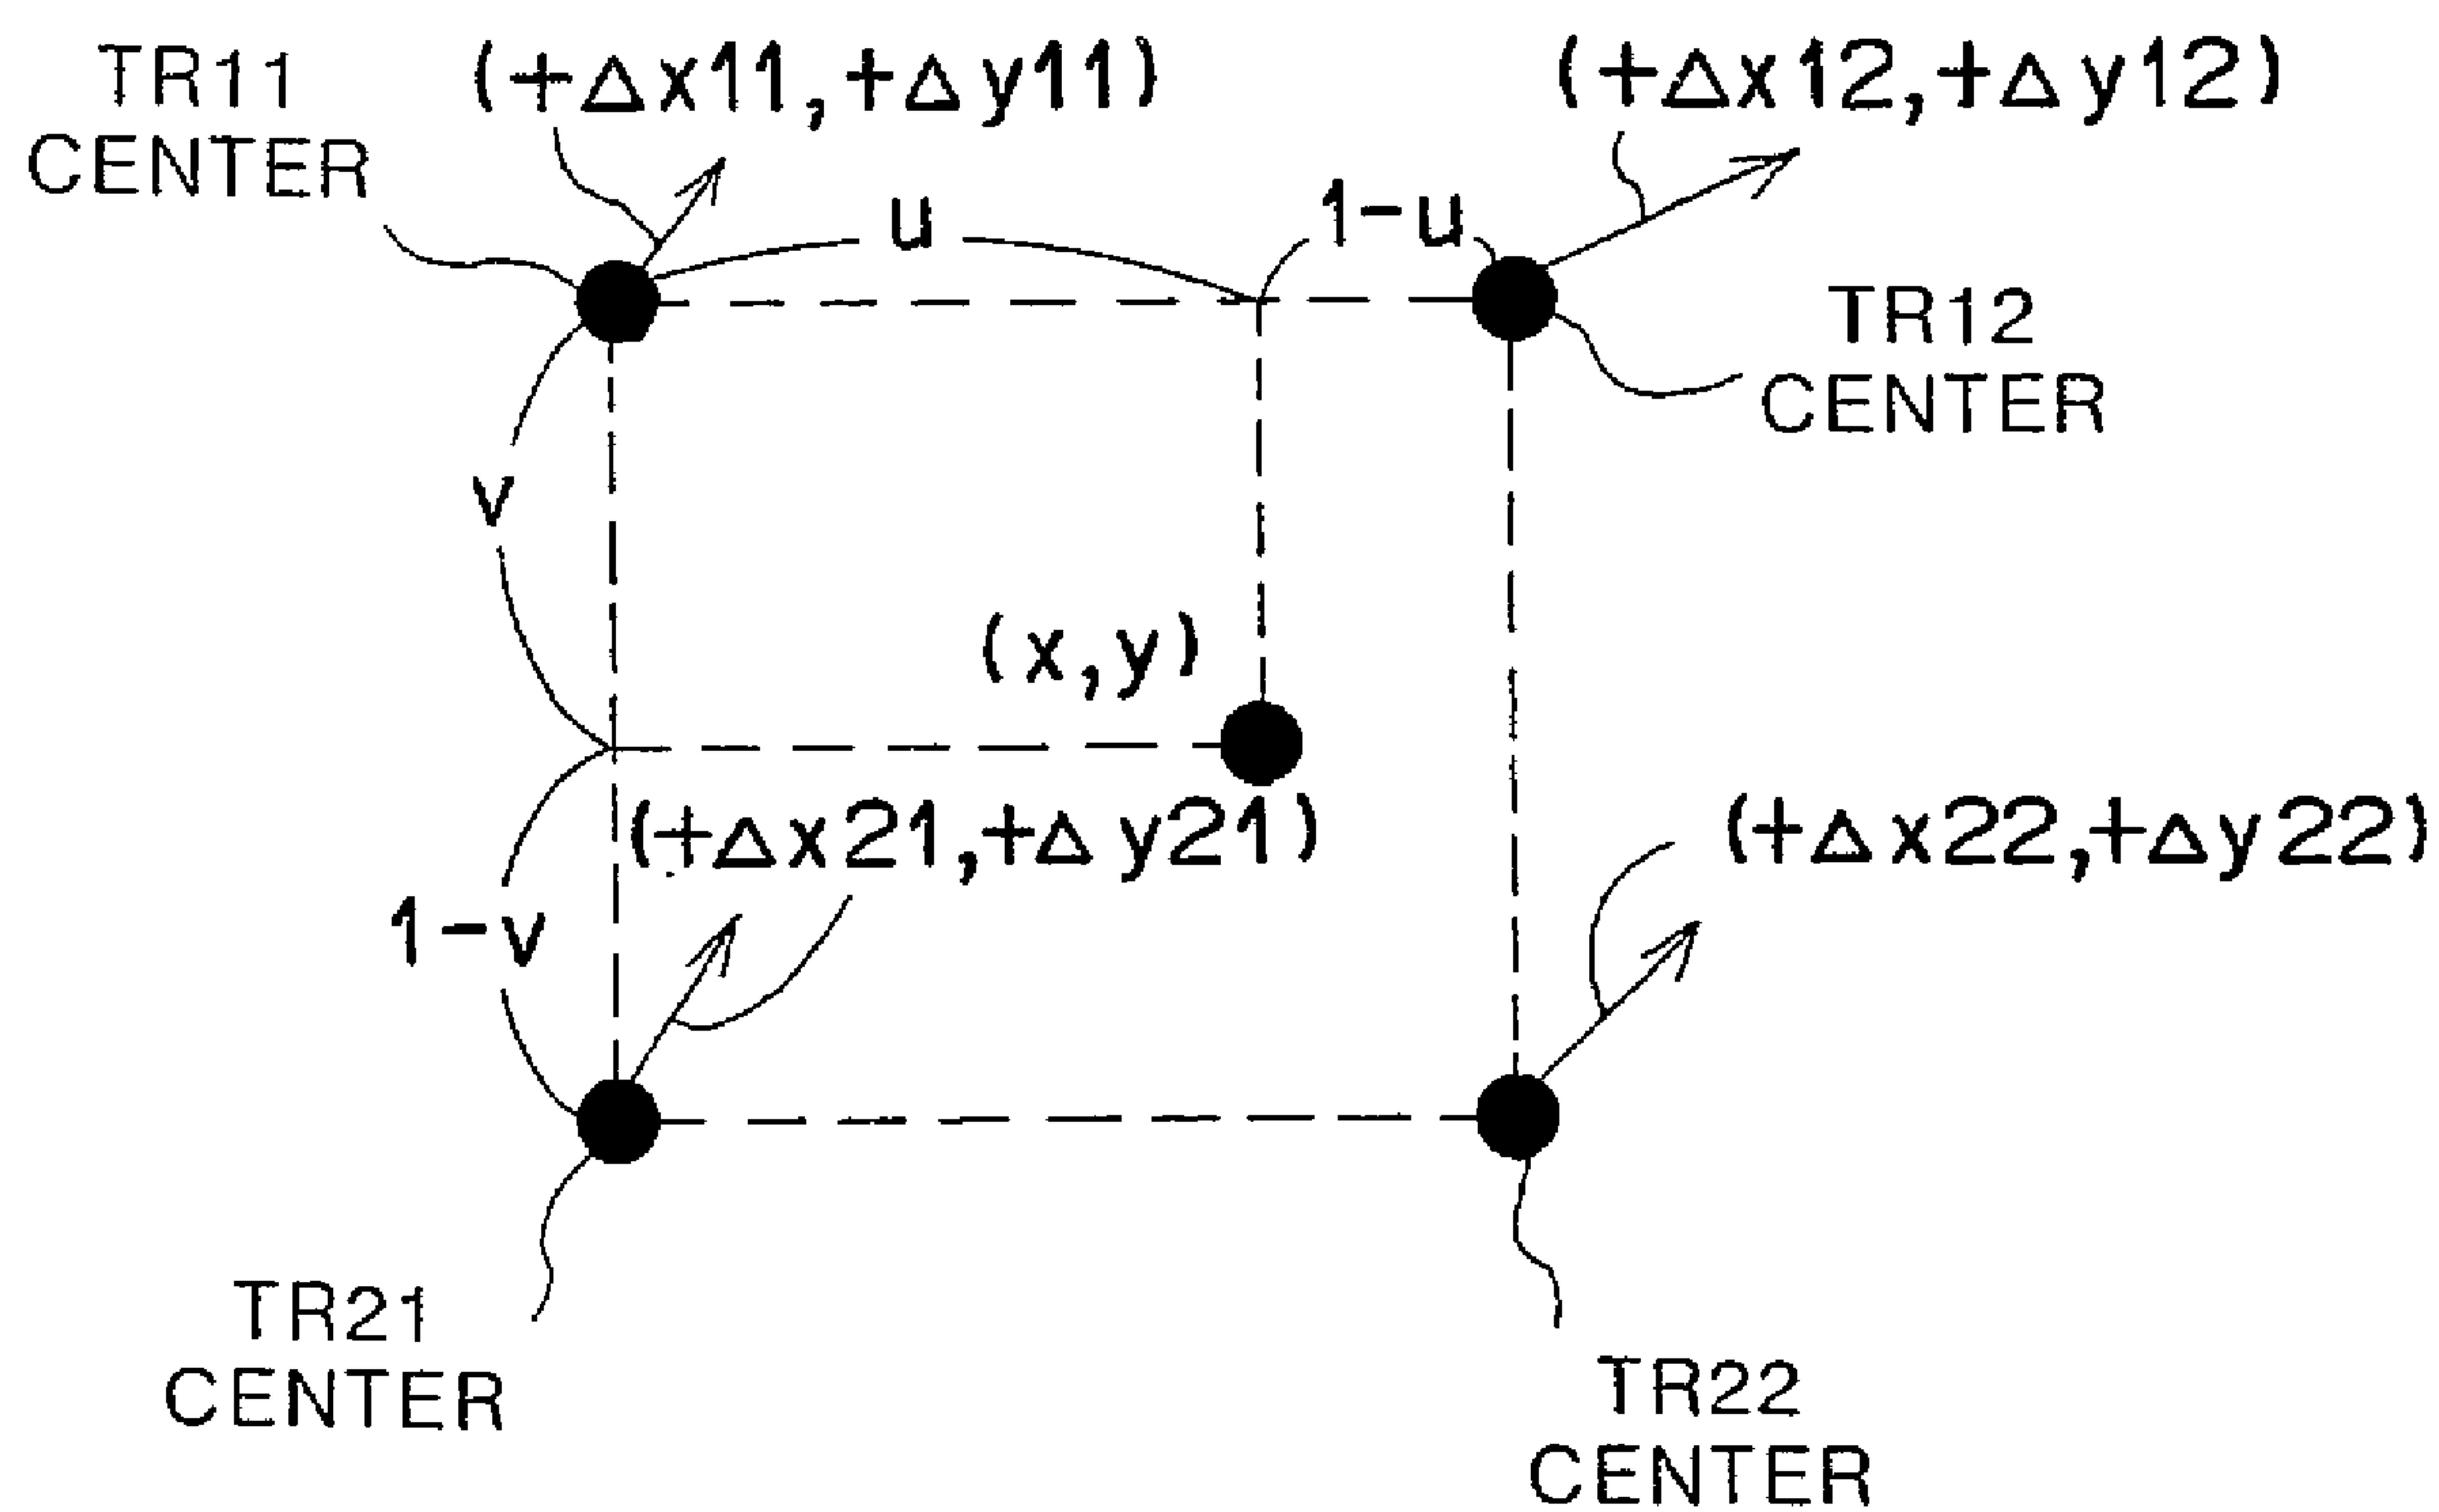 TR11
CENTER
(+Δx11,+Δy11)
(+Δx12,+Δy12)
u
1-u
TR12
CENTER
v
(x,y)
(+Δx21,+Δy21)
(+Δx22,+Δy22)
1-v
TR21
CENTER
TR22
CENTER